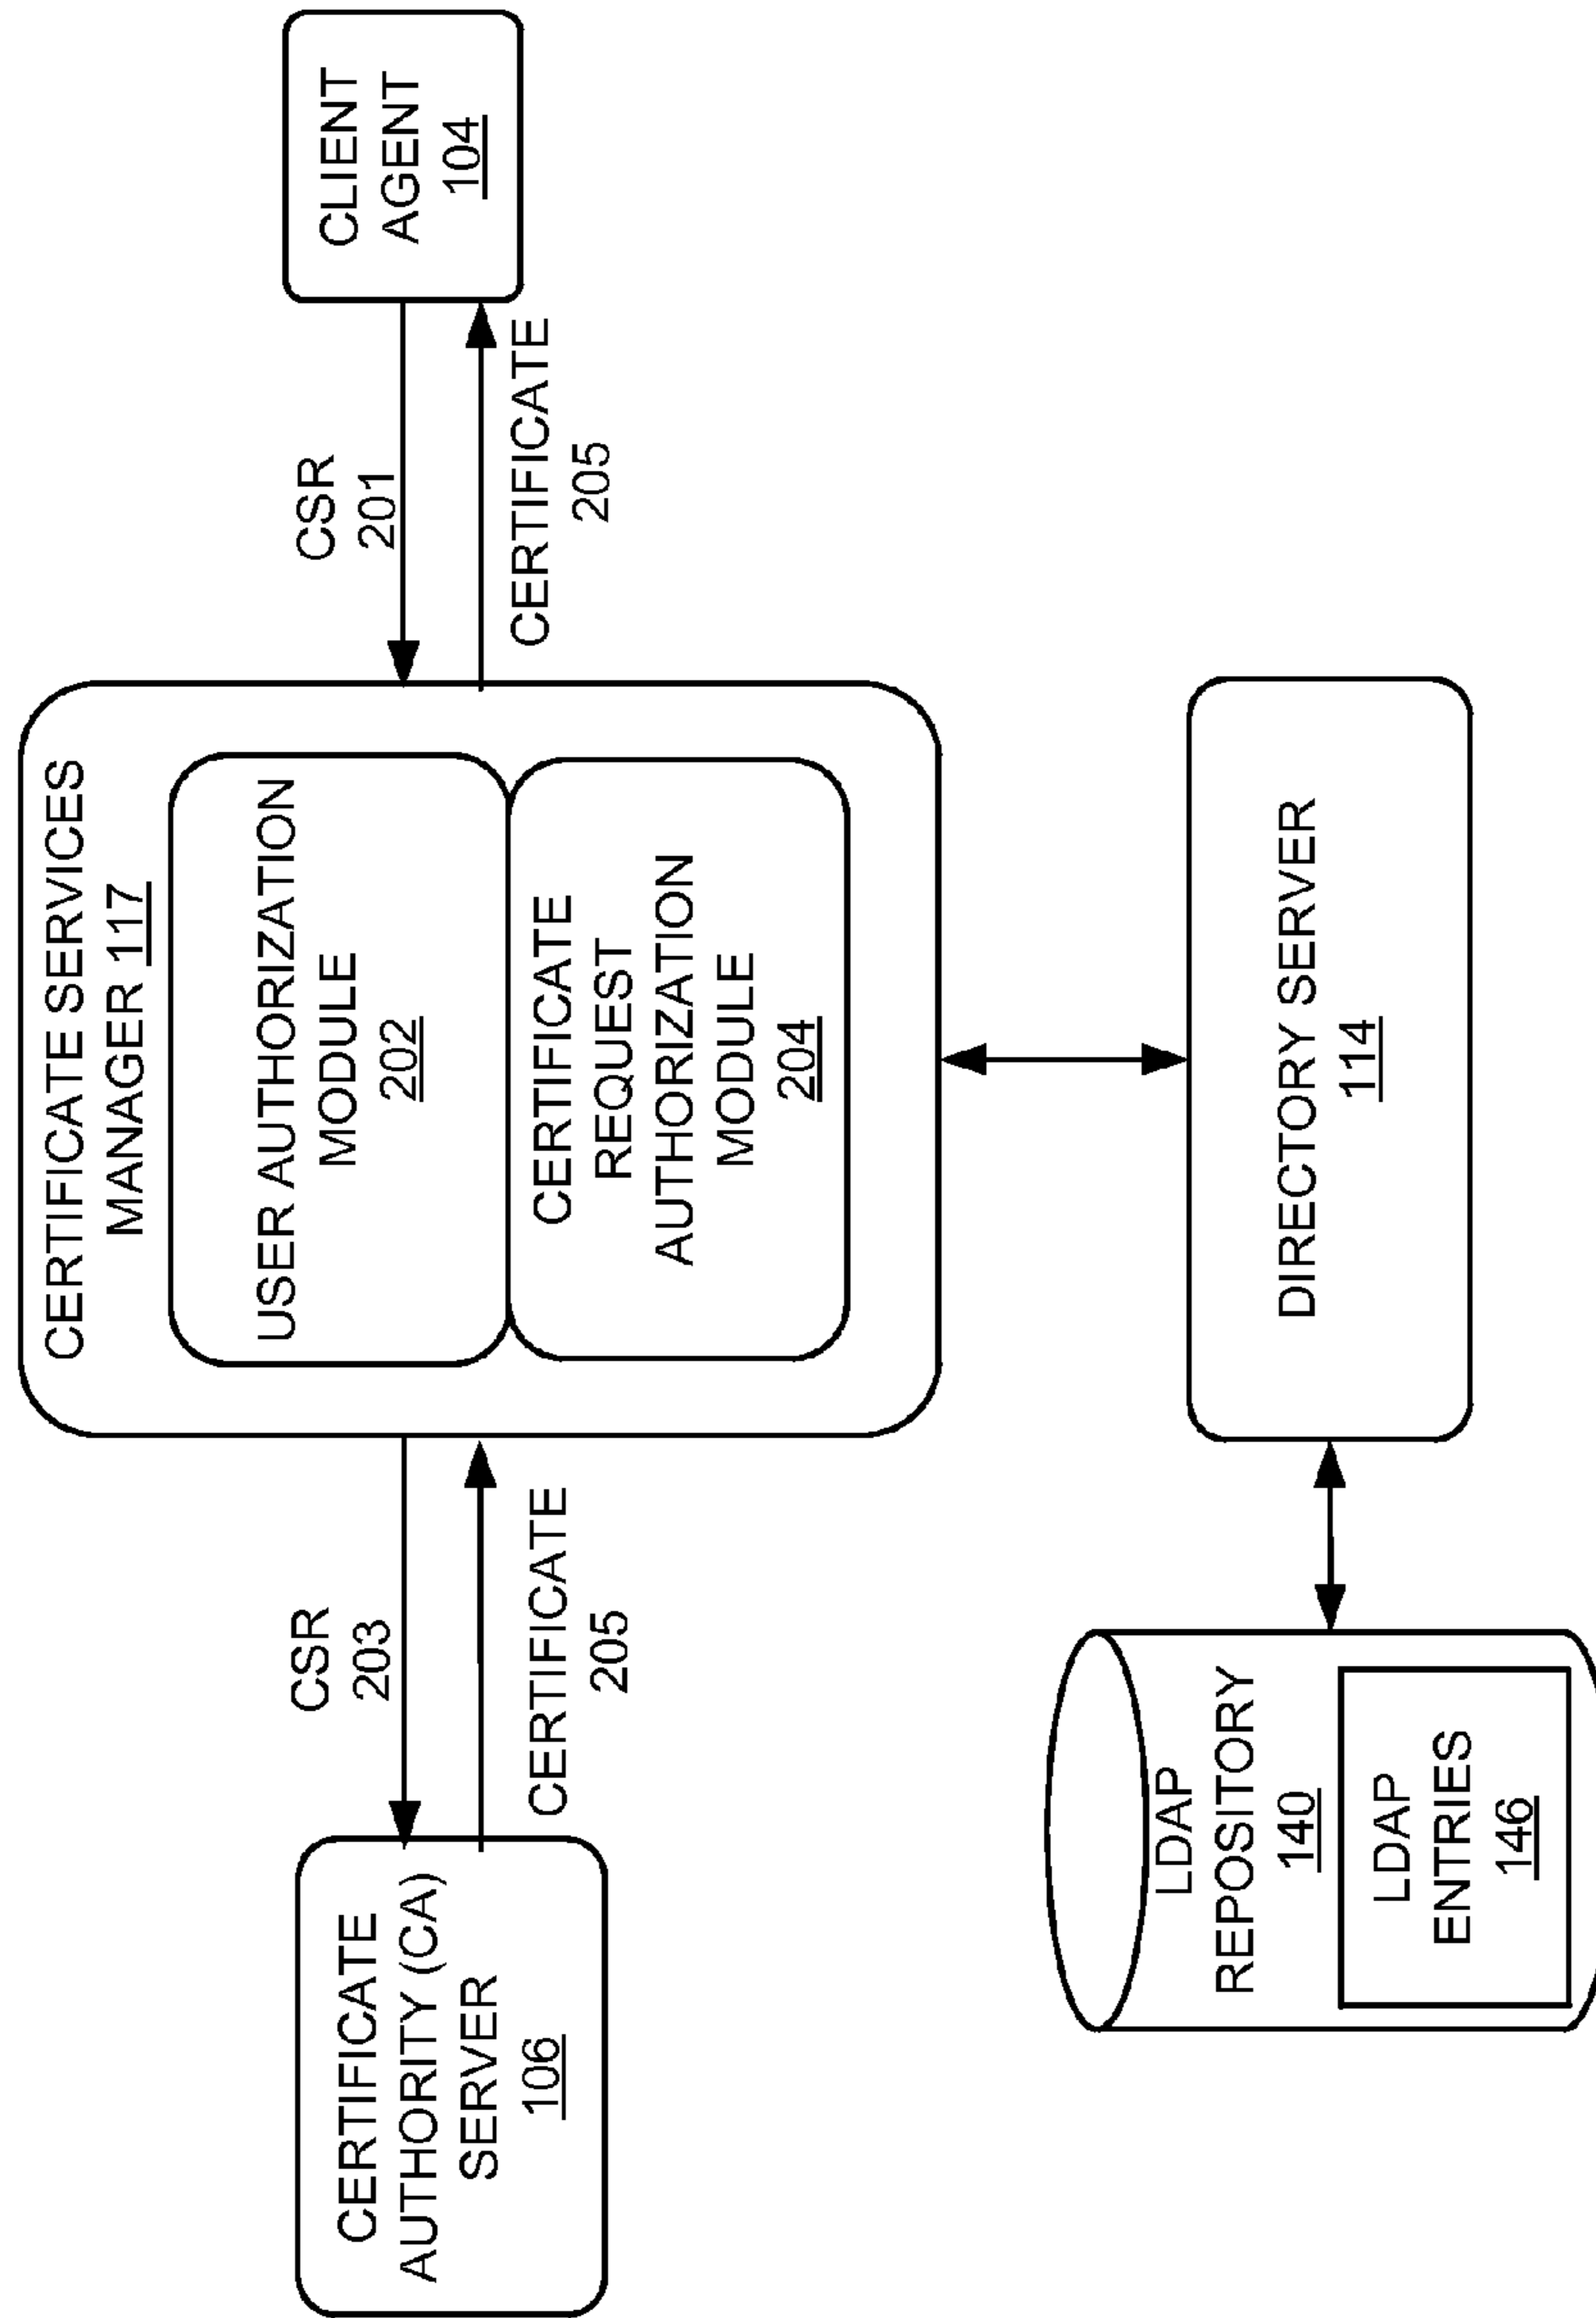 CERTIFICATE
AUTHORITY (CA)
SERVER
106
CSR
203
CERTIFICATE
205
CERTIFICATE SERVICES
MANAGER 117
USER AUTHORIZATION
MODULE
202
CERTIFICATE
REQUEST
AUTHORIZATION
MODULE
204
CSR
201
CERTIFICATE
205
CLIENT
AGENT
104
LDAP
REPOSITORY
140
LDAP
ENTRIES
146
DIRECTORY SERVER
114